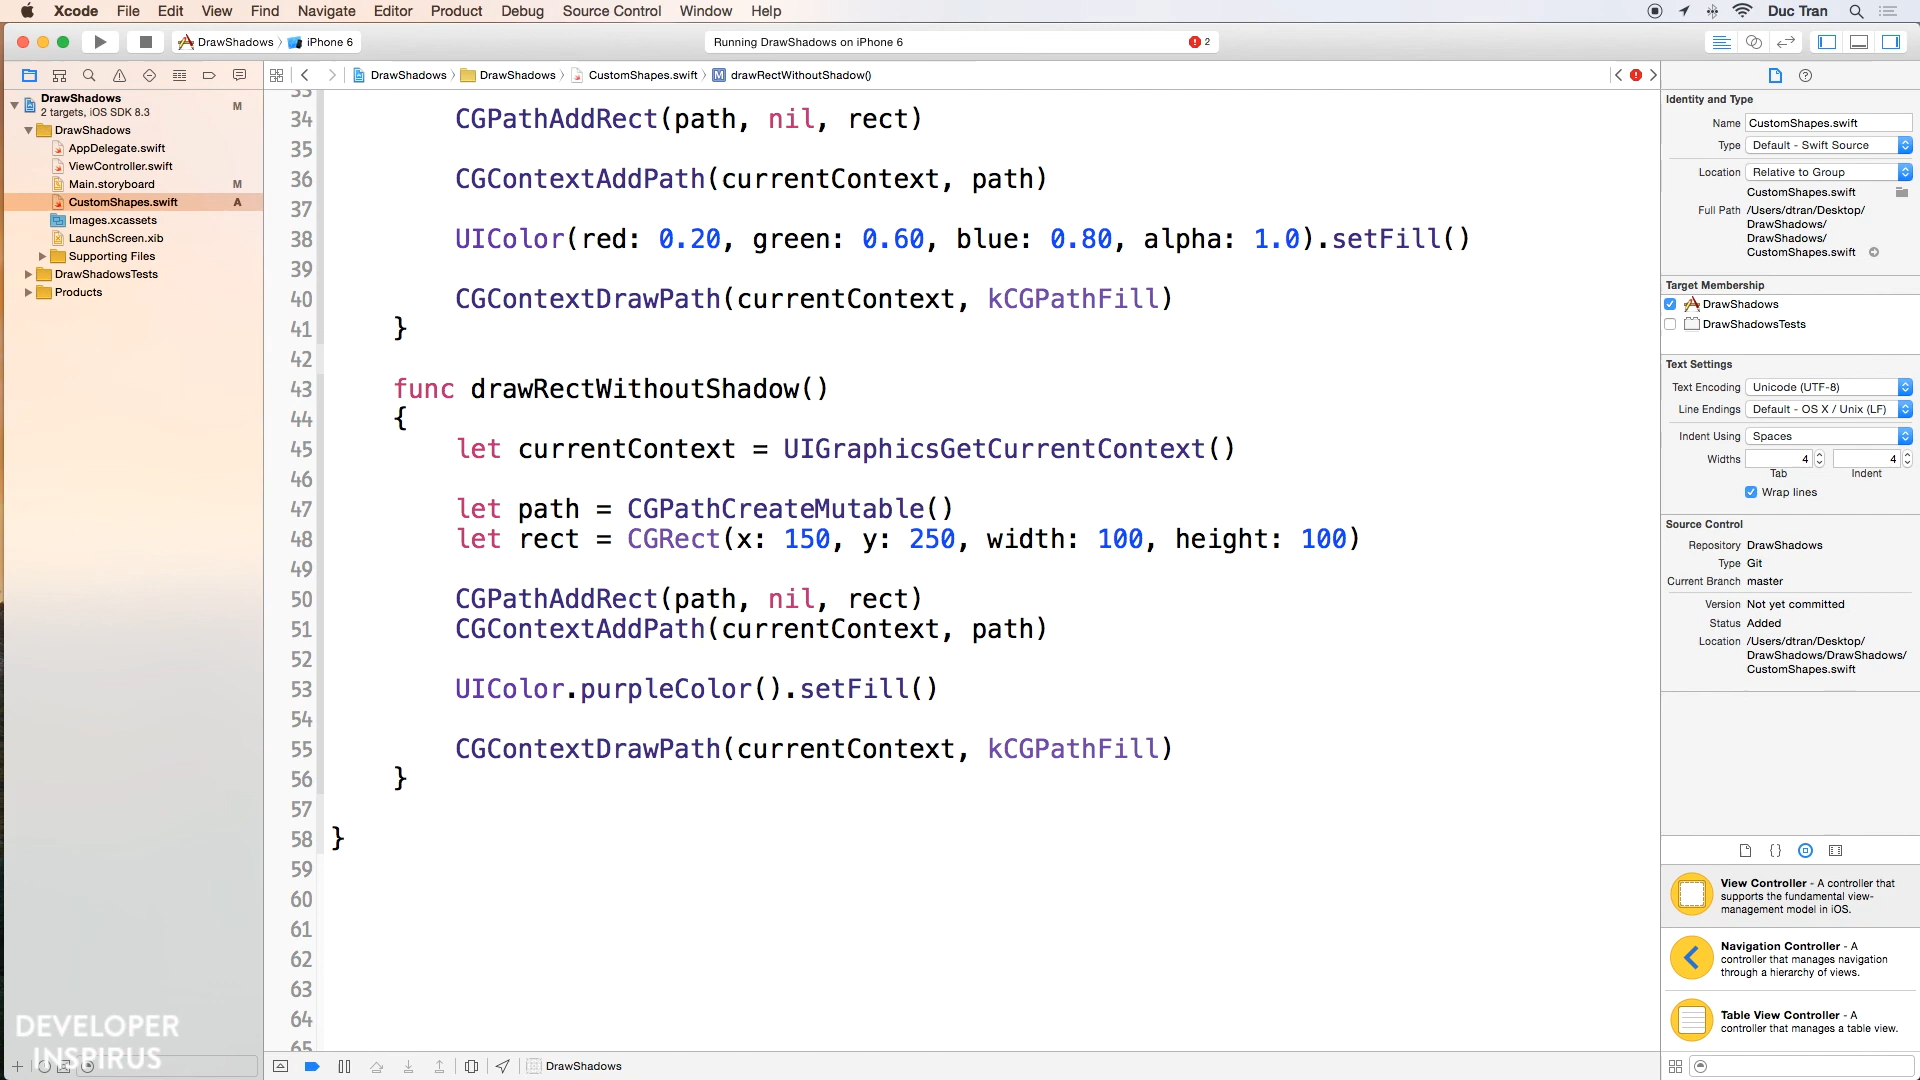 Xcode File Edit View Find Navigate Editor Product Debug Source Control Window Help Duc Tran
DrawShadows iPhone 6 Running DrawShadows on iPhone 6 2
DrawShadows DrawShadows CustomShapes.swift M drawRectWithoutShadow()
DrawShadows M
2 targets, iOS SDK 8.3
DrawShadows
AppDelegate.swift
ViewController.swift
Main.storyboard M
CustomShapes.swift A
Images.xcassets
LaunchScreen.xib
Supporting Files
DrawShadowsTests
Products
33
34 CGPathAddRect(path, nil, rect)
35
36 CGContextAddPath(currentContext, path)
37
38 UIColor(red: 0.20, green: 0.60, blue: 0.80, alpha: 1.0).setFill()
39
40 CGContextDrawPath(currentContext, kCGPathFill)
41 }
42
43 func drawRectWithoutShadow()
44 {
45 let currentContext = UIGraphicsGetCurrentContext()
46
47 let path = CGPathCreateMutable()
48 let rect = CGRect(x: 150, y: 250, width: 100, height: 100)
49
50 CGPathAddRect(path, nil, rect)
51 CGContextAddPath(currentContext, path)
52
53 UIColor.purpleColor().setFill()
54
55 CGContextDrawPath(currentContext, kCGPathFill)
56 }
57
58 }
59
60
61
62
63
64
65
DrawShadows
Identity and Type
Name CustomShapes.swift
Type Default - Swift Source
Location Relative to Group
CustomShapes.swift
Full Path /Users/dtran/Desktop/
DrawShadows/
DrawShadows/
CustomShapes.swift
Target Membership
DrawShadows
DrawShadowsTests
Text Settings
Text Encoding Unicode (UTF-8)
Line Endings Default - OS X / Unix (LF)
Indent Using Spaces
Widths 4 4
Tab Indent
Wrap lines
Source Control
Repository DrawShadows
Type Git
Current Branch master
Version Not yet committed
Status Added
Location /Users/dtran/Desktop/
DrawShadows/DrawShadows/
CustomShapes.swift
View Controller - A controller that
supports the fundamental view-
management model in iOS.
Navigation Controller - A
controller that manages navigation
through a hierarchy of views.
Table View Controller - A
controller that manages a table view.
DEVELOPER
INSPIRUS